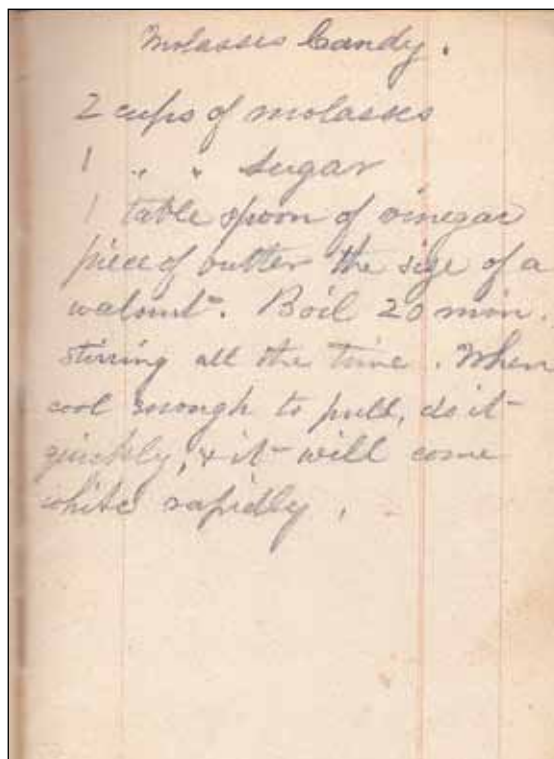 Molasses Candy.
2 cups of molasses
1 " " sugar
1 table spoon of vinegar
piece of butter the size of a
walnut. Boil 20 min.
stirring all the time. When
cool enough to pull, do it
quickly, & it will come
white rapidly.